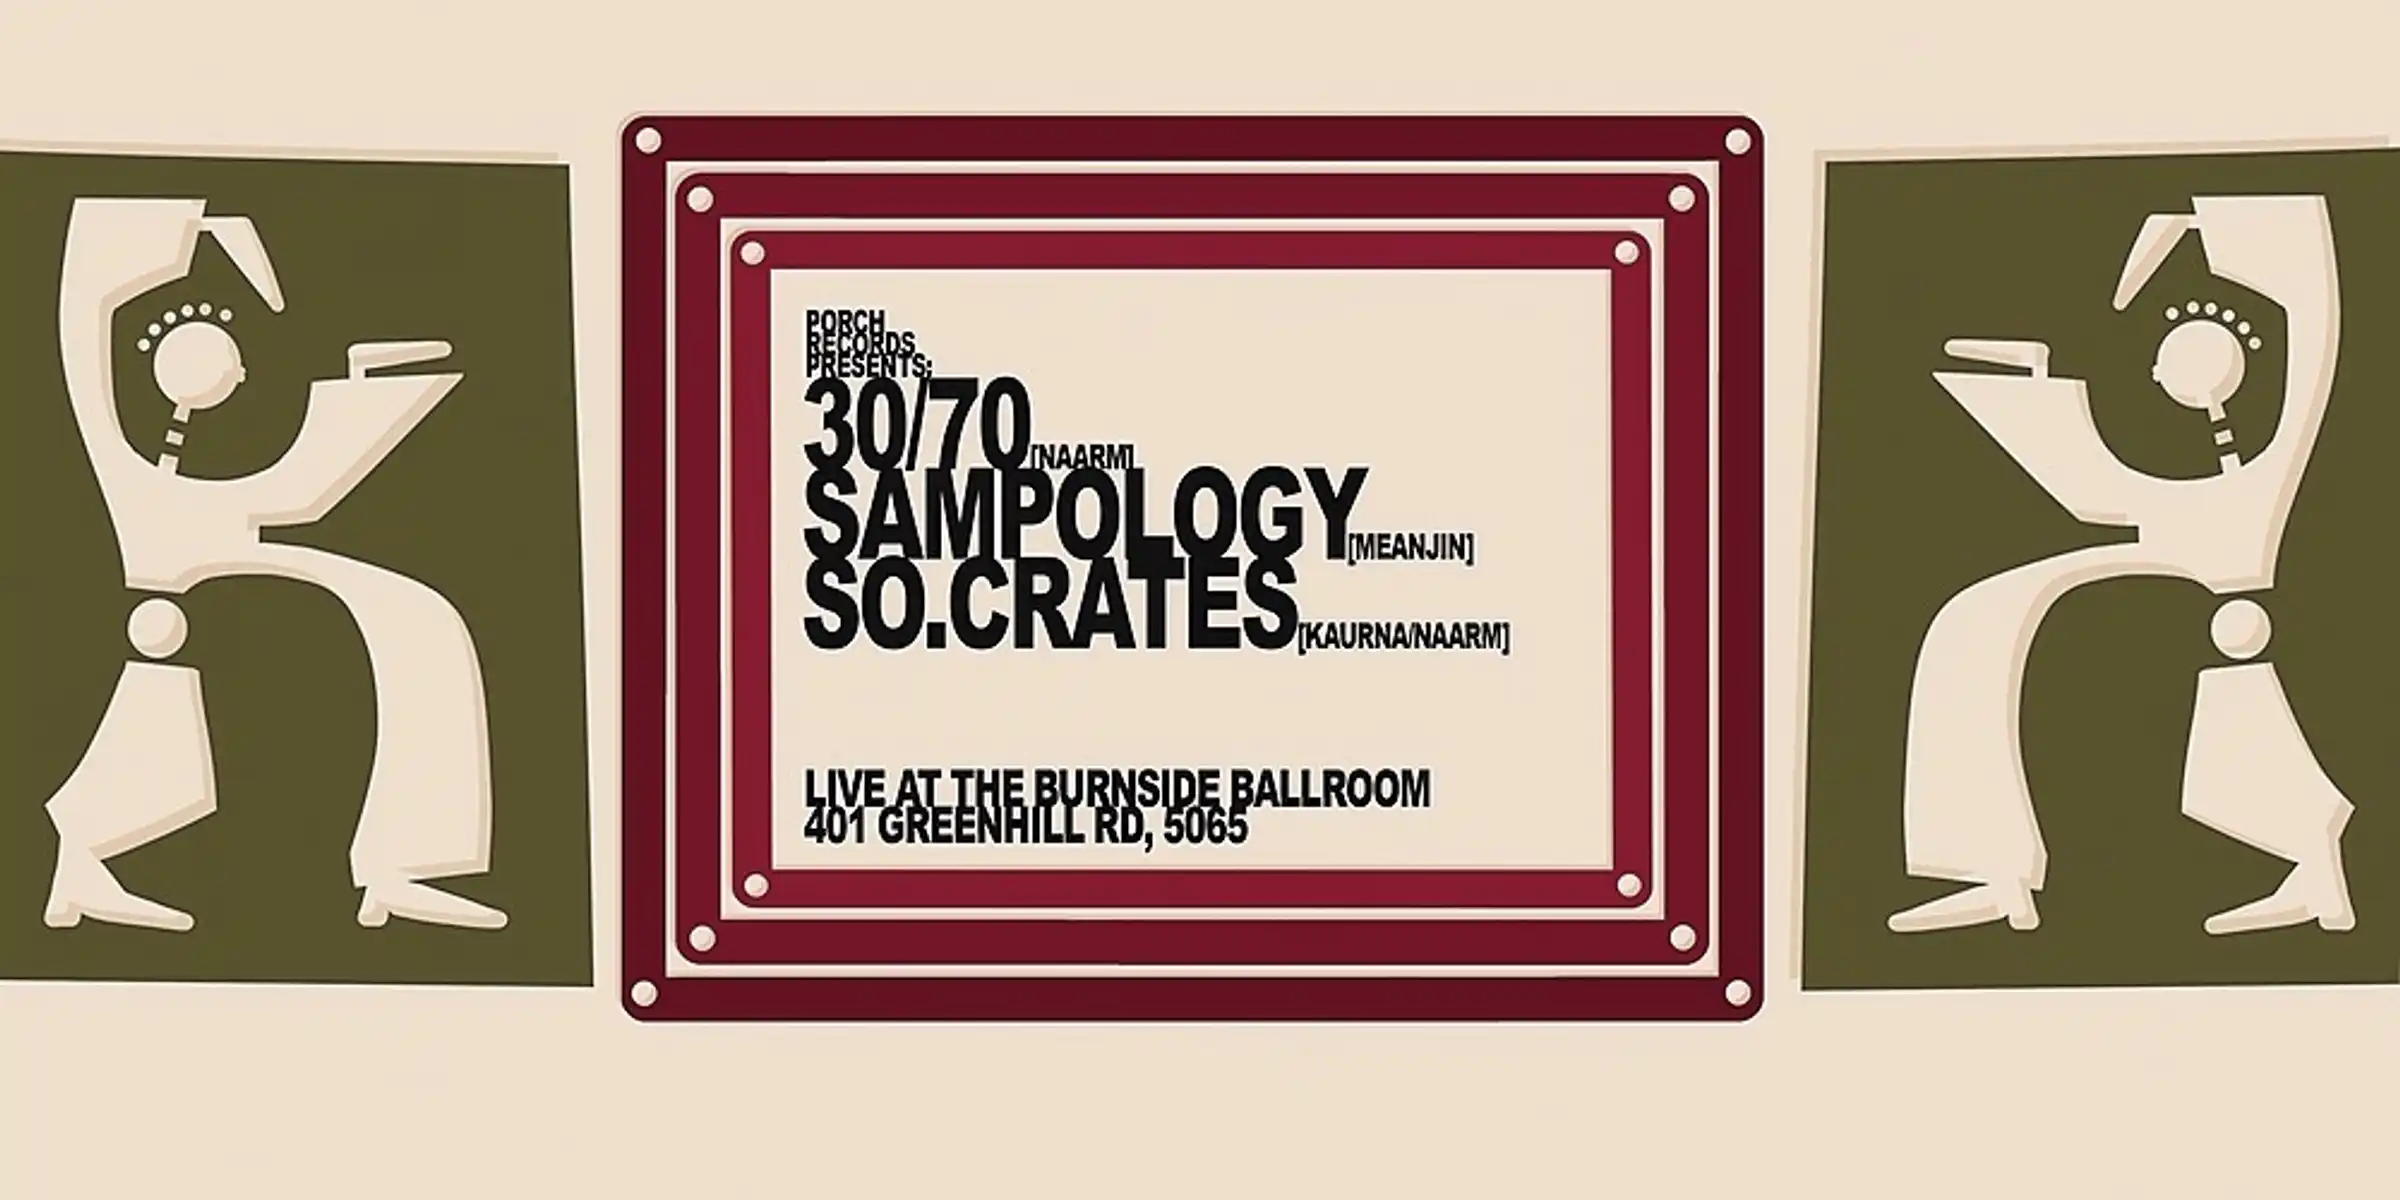 PORCH
RECORDS
PRESENTS:
30/70[NAARM]
SAMPOLOGY[MEANJIN]
SO.CRATES[KAURNA/NAARM]
LIVE AT THE BURNSIDE BALLROOM
401 GREENHILL RD, 5065